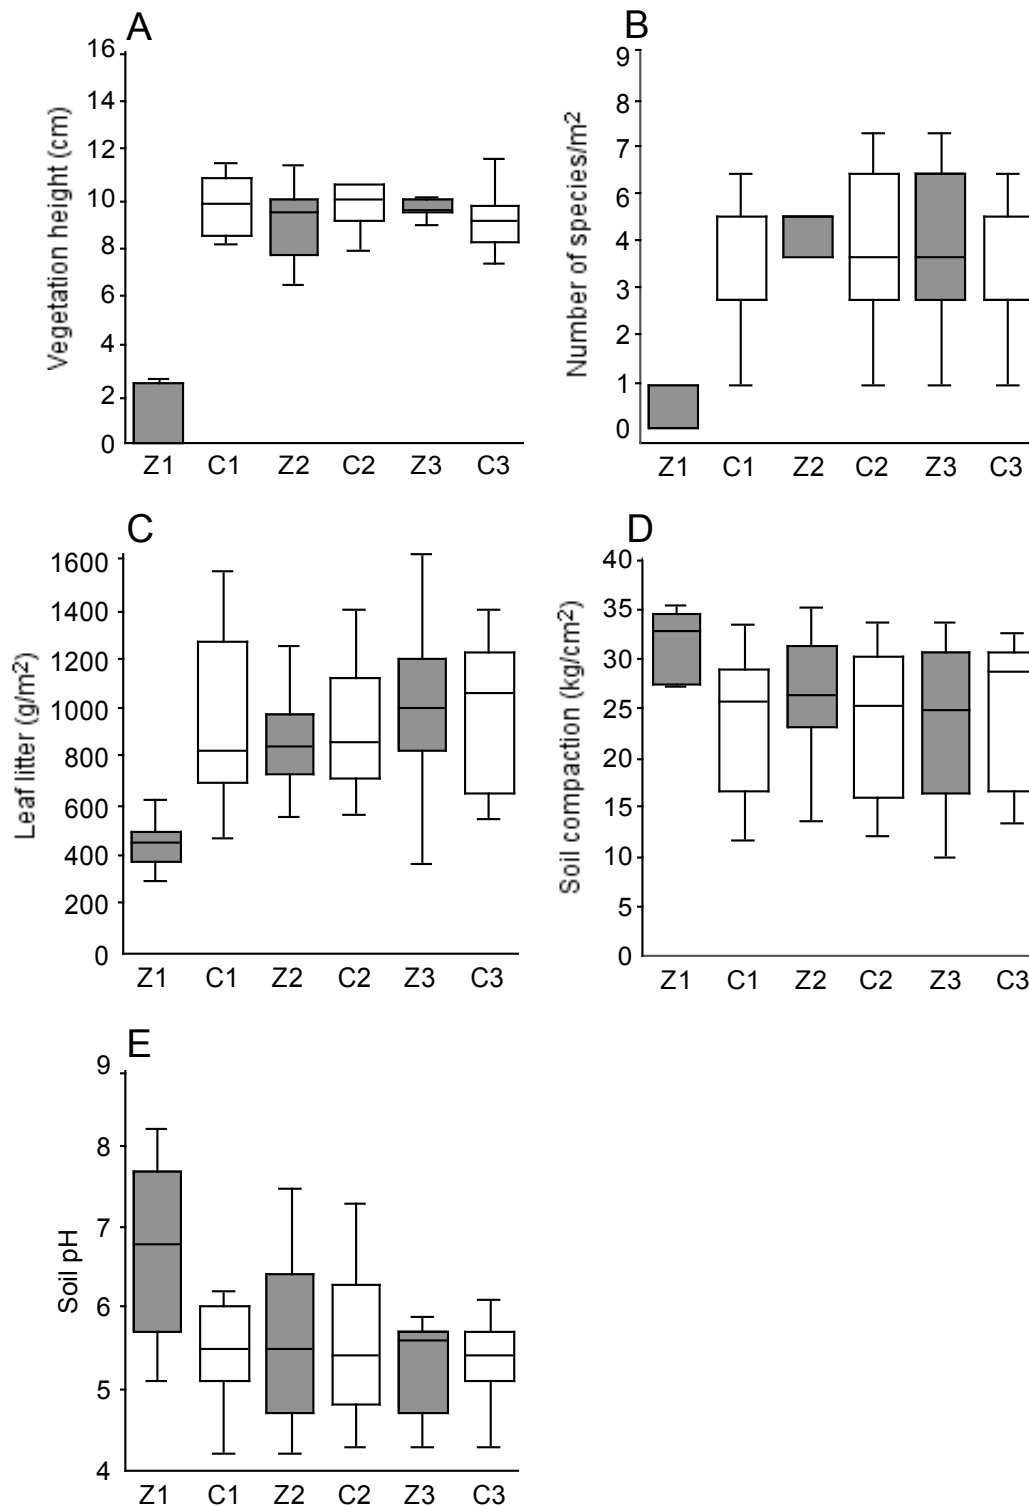 A
Vegetation height (cm)
16
14
12
10
8
6
4
2
0
Z1 C1 Z2 C2 Z3 C3
B
Number of species/m²
9
8
7
6
4
3
2
1
0
Z1 C1 Z2 C2 Z3 C3
C
Leaf litter (g/m²)
1600
1400
1200
1000
800
600
400
200
0
Z1 C1 Z2 C2 Z3 C3
D
Soil compaction (kg/cm²)
40
35
30
25
20
15
10
5
0
Z1 C1 Z2 C2 Z3 C3
E
Soil pH
9
8
7
6
5
4
Z1 C1 Z2 C2 Z3 C3